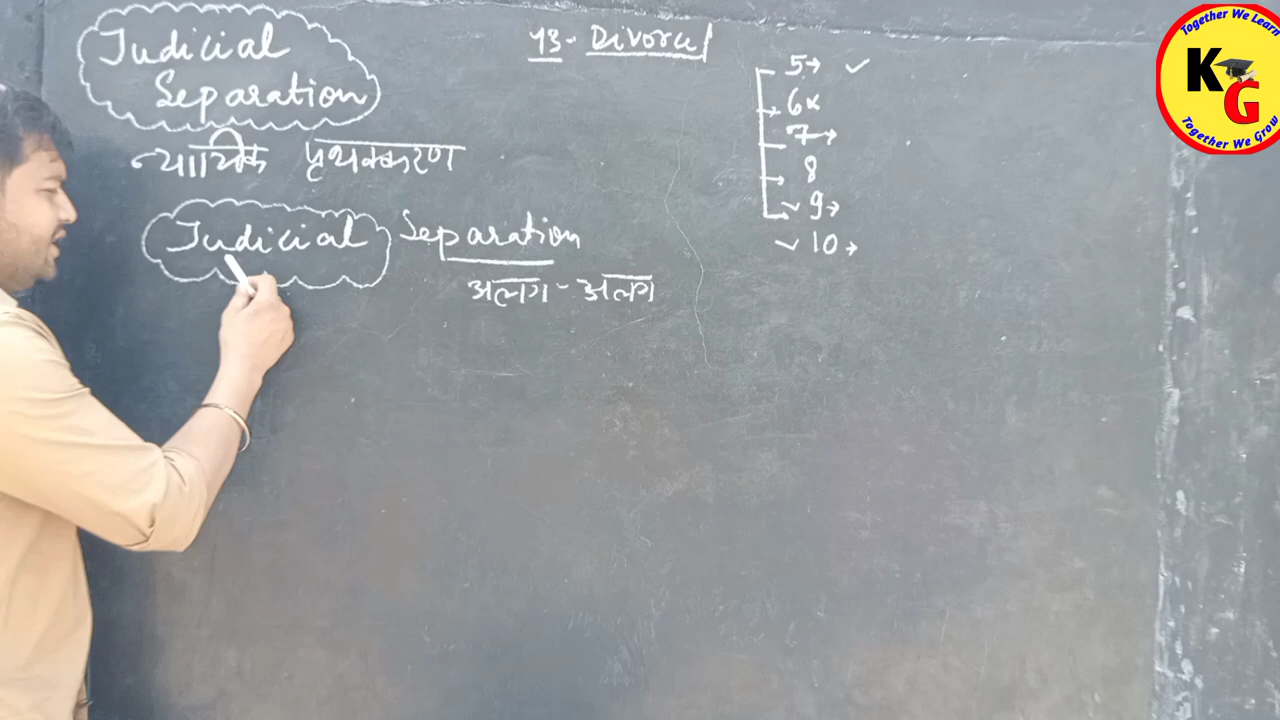 Judicial
Separation
न्यायिक पृथक्करण
Judicial Separation
अलग - अलग
13 - Divorce
5 → ✓
6 ×
7 →
8
✓ 9 →
✓ 10 →
Together We Learn
KG
Together We Grow